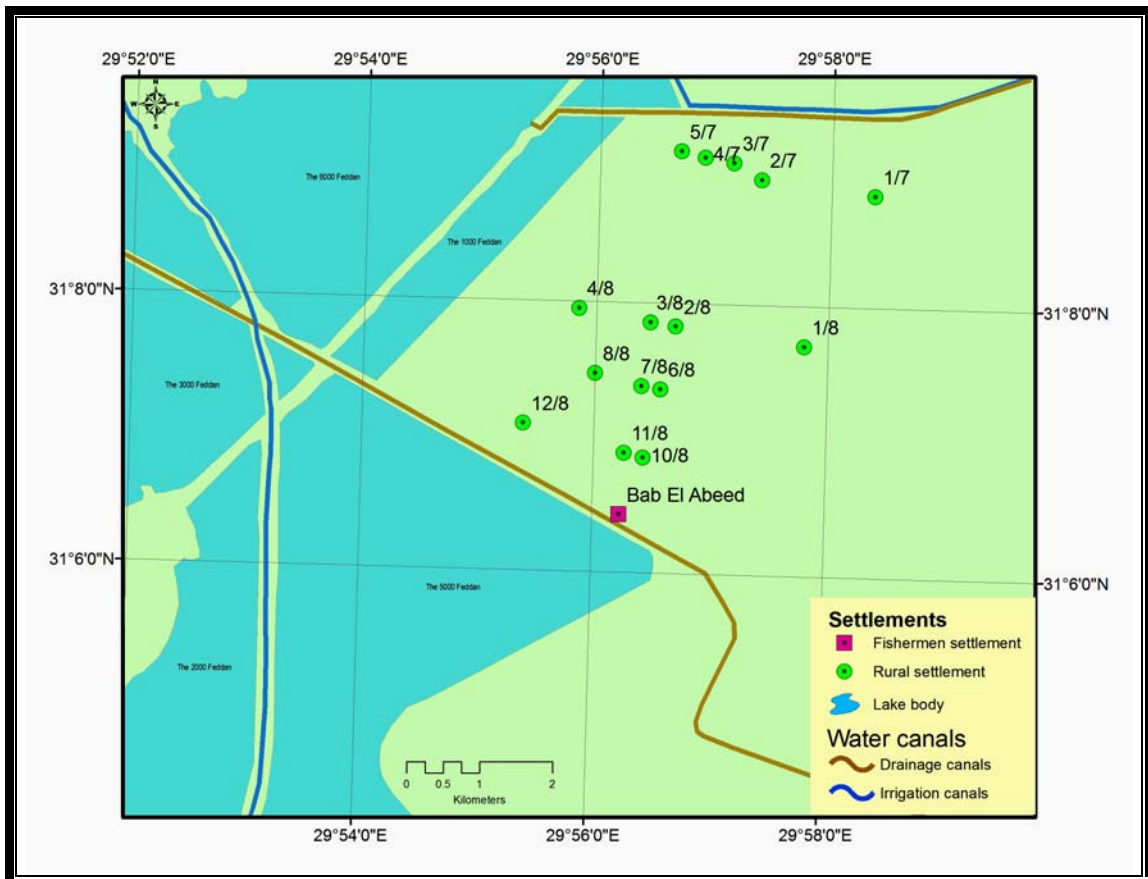 29°52'0"E
29°54'0"E
29°56'0"E
29°58'0"E
N
W
E
S
5/7
4/7
3/7
2/7
1/7
The 6000 Feddan
The 1000 Feddan
31°8'0"N
31°8'0"N
4/8
3/8
2/8
1/8
8/8
7/8
6/8
The 3000 Feddan
12/8
11/8
10/8
Bab El Abeed
31°6'0"N
31°6'0"N
The 5000 Feddan
The 2000 Feddan
Settlements
Fishermen settlement
Rural settlement
Lake body
Water canals
Drainage canals
Irrigation canals
0 0.5 1 2
Kilometers
29°54'0"E
29°56'0"E
29°58'0"E